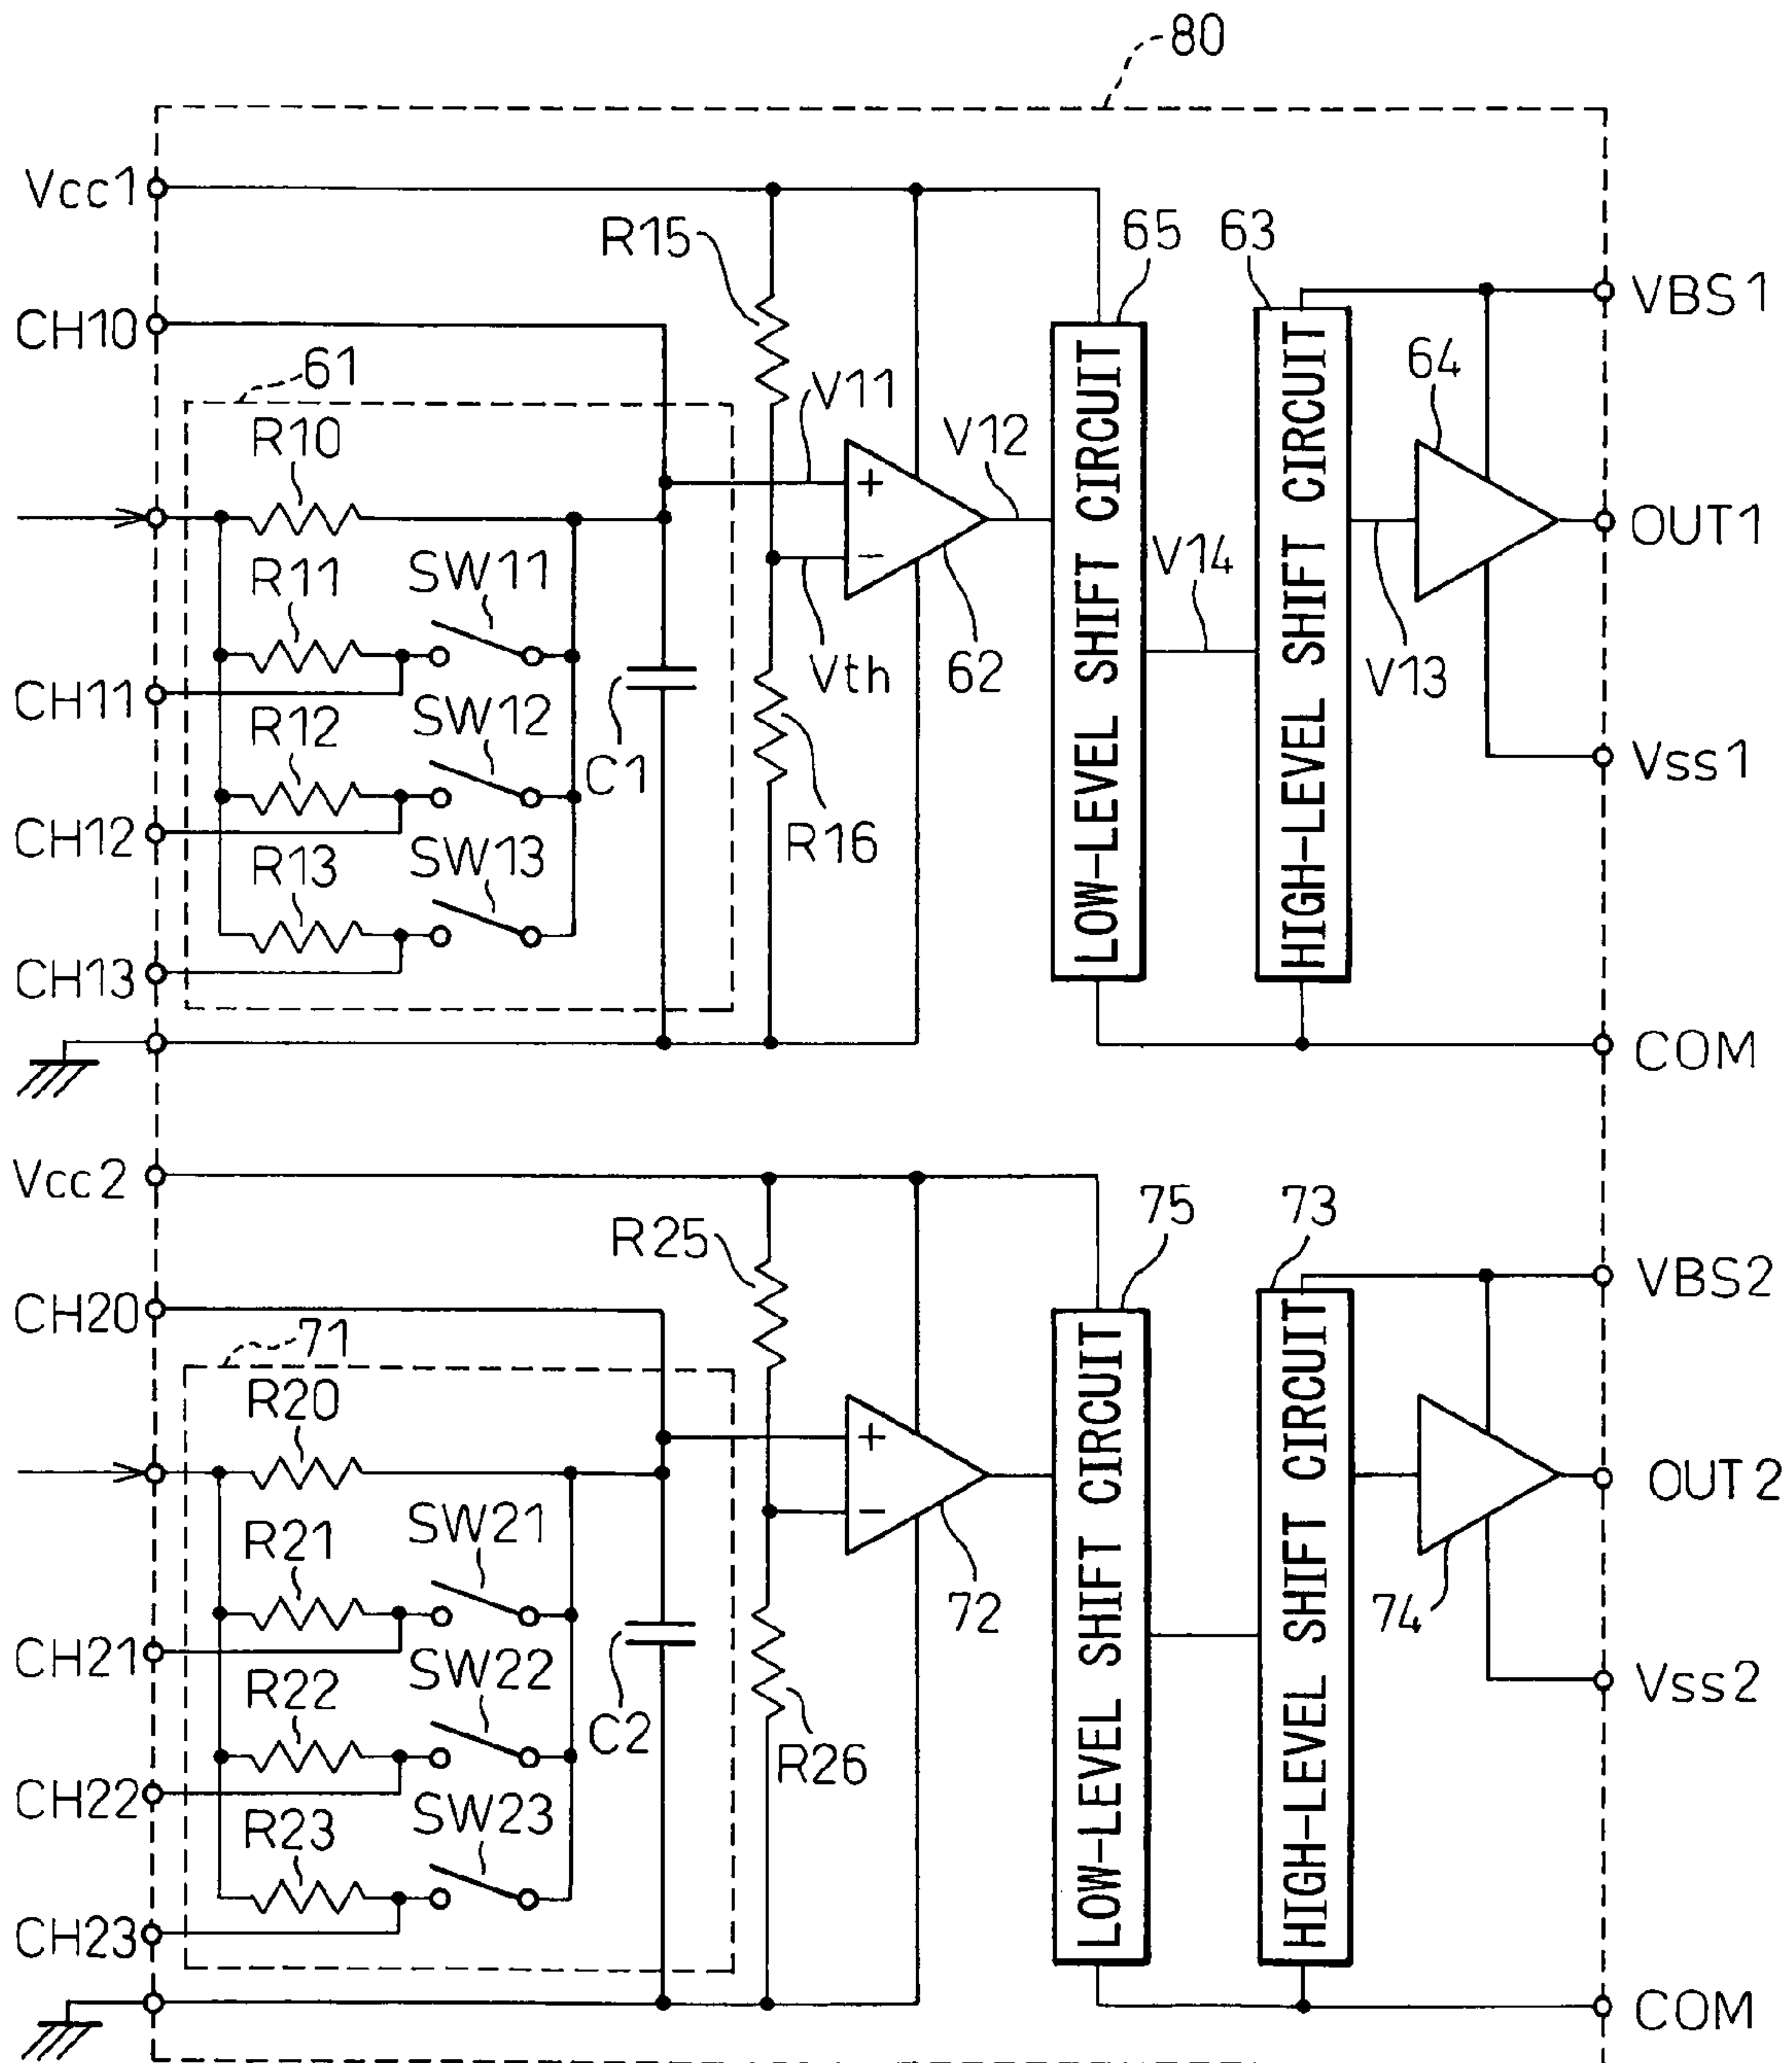 80
Vcc1
R15
65
63
VBS1
CH10
61
V11
64
R10
V12
OUT1
R11
SW11
V14
CH11
Vth
62
V13
R12
SW12
C1
Vss1
CH12
R16
R13
SW13
CH13
COM
LOW-LEVEL SHIFT CIRCUIT
HIGH-LEVEL SHIFT CIRCUIT
+
−
Vcc2
R25
75
73
VBS2
CH20
71
R20
OUT2
R21
SW21
72
74
CH21
R22
SW22
C2
Vss2
CH22
R26
R23
SW23
CH23
COM
LOW-LEVEL SHIFT CIRCUIT
HIGH-LEVEL SHIFT CIRCUIT
+
−